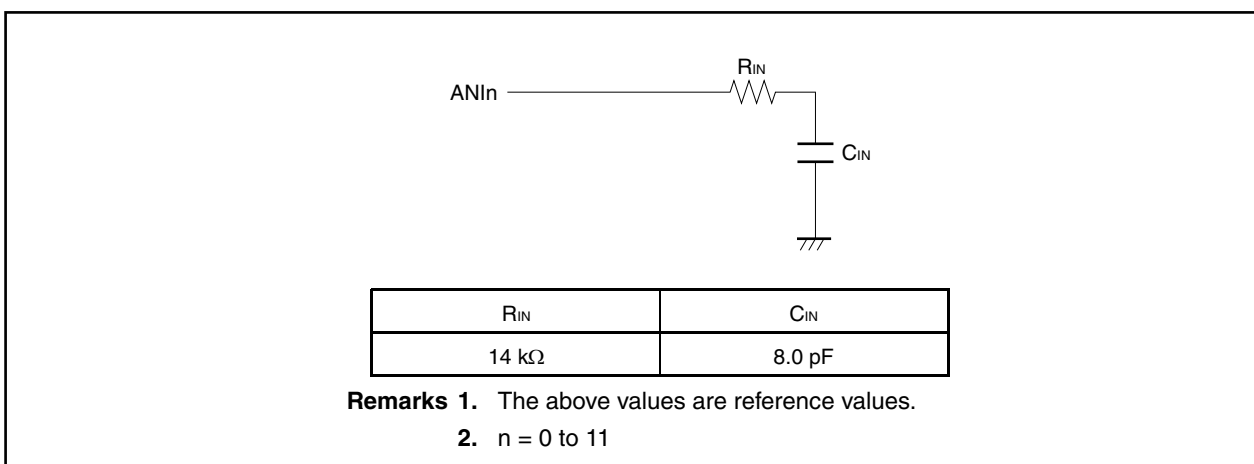 RIN
ANIn
CIN
RIN CIN
14 kΩ 8.0 pF
Remarks 1. The above values are reference values.
2. n = 0 to 11